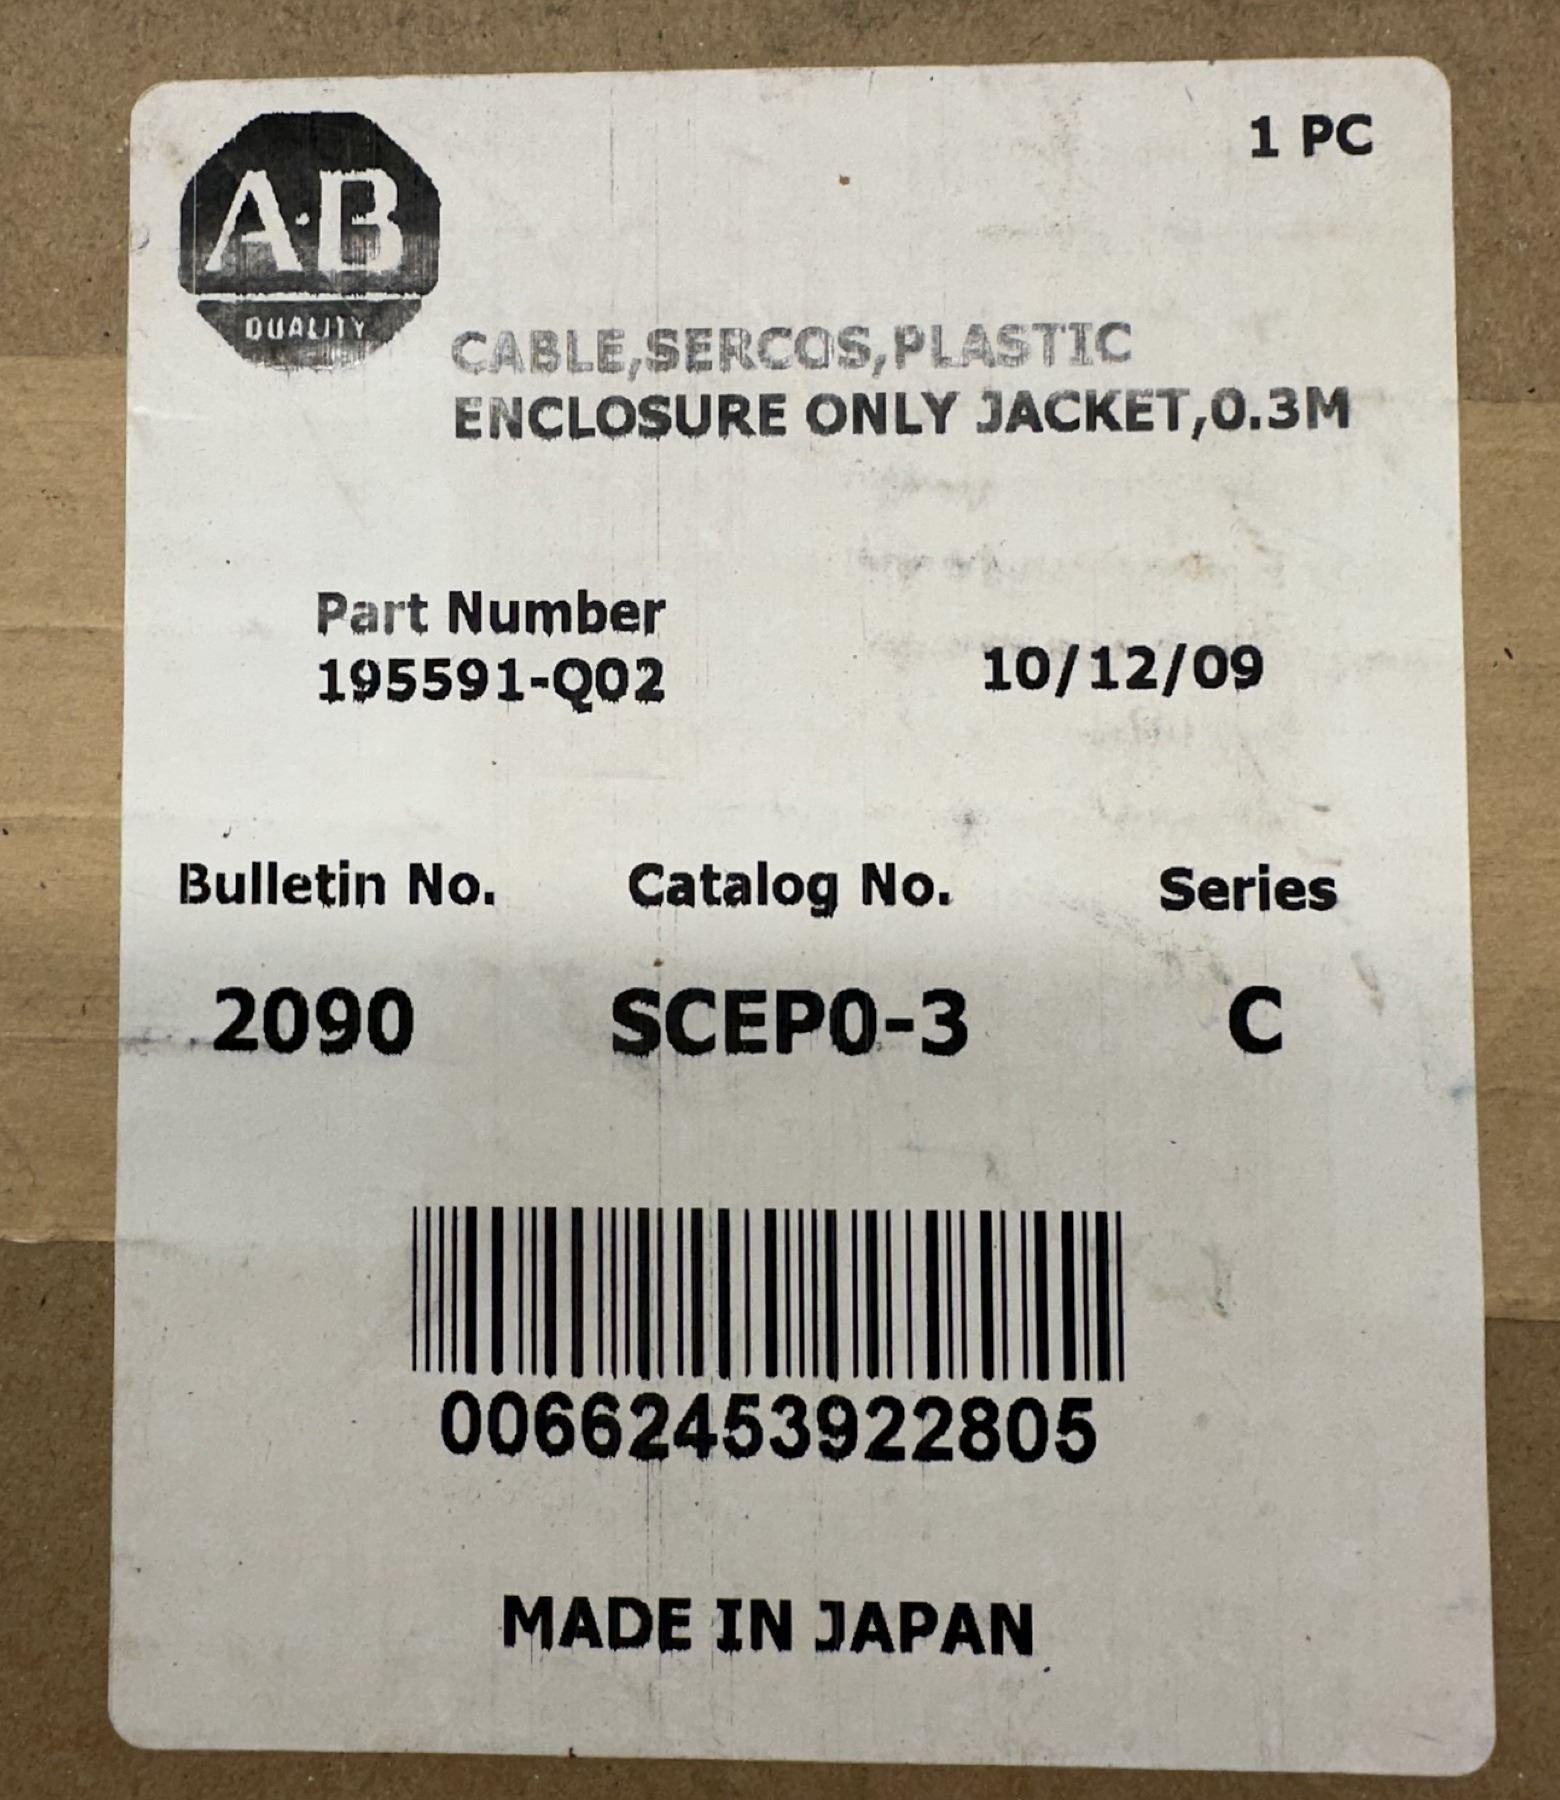 A·B
QUALITY
1 PC
CABLE,SERCOS,PLASTIC
ENCLOSURE ONLY JACKET,0.3M
Part Number
195591-Q02
10/12/09
Bulletin No. Catalog No. Series
2090 SCEP0-3 C
00662453922805
MADE IN JAPAN